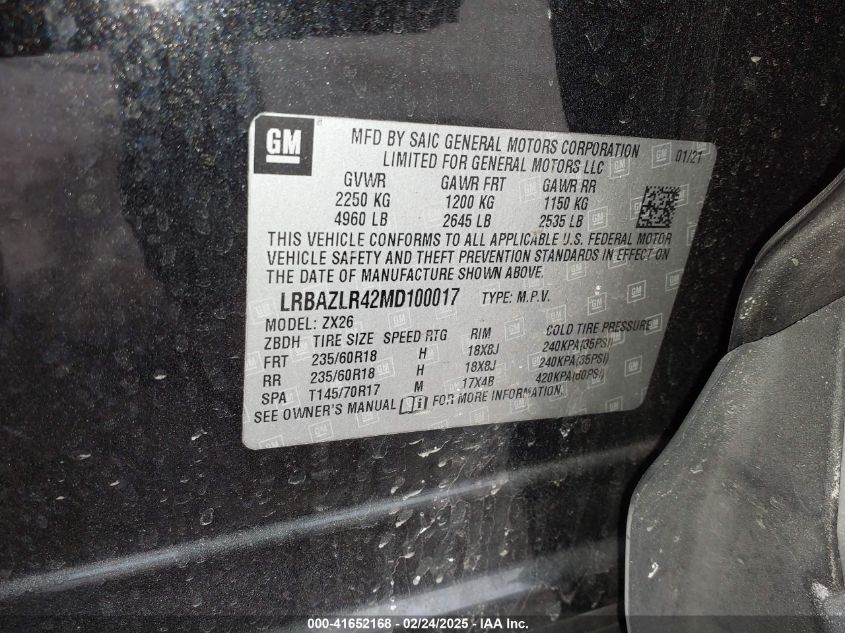 GM
MFD BY SAIC GENERAL MOTORS CORPORATION
LIMITED FOR GENERAL MOTORS LLC
01/21
GVWR GAWR FRT GAWR RR
2250 KG 1200 KG 1150 KG
4960 LB 2645 LB 2535 LB
THIS VEHICLE CONFORMS TO ALL APPLICABLE U.S. FEDERAL MOTOR
VEHICLE SAFETY AND THEFT PREVENTION STANDARDS IN EFFECT ON
THE DATE OF MANUFACTURE SHOWN ABOVE.
LRBAZLR42MD100017 TYPE: M.P.V.
MODEL: ZX26
ZBDH TIRE SIZE SPEED RTG RIM COLD TIRE PRESSURE
FRT 235/60R18 H 18X8J 240KPA(35PSI)
RR 235/60R18 H 18X8J 240KPA(35PSI)
SPA T145/70R17 M 17X4B 420KPA(60PSI)
SEE OWNER'S MANUAL FOR MORE INFORMATION.
000-41652168 - 02/24/2025 - IAA Inc.